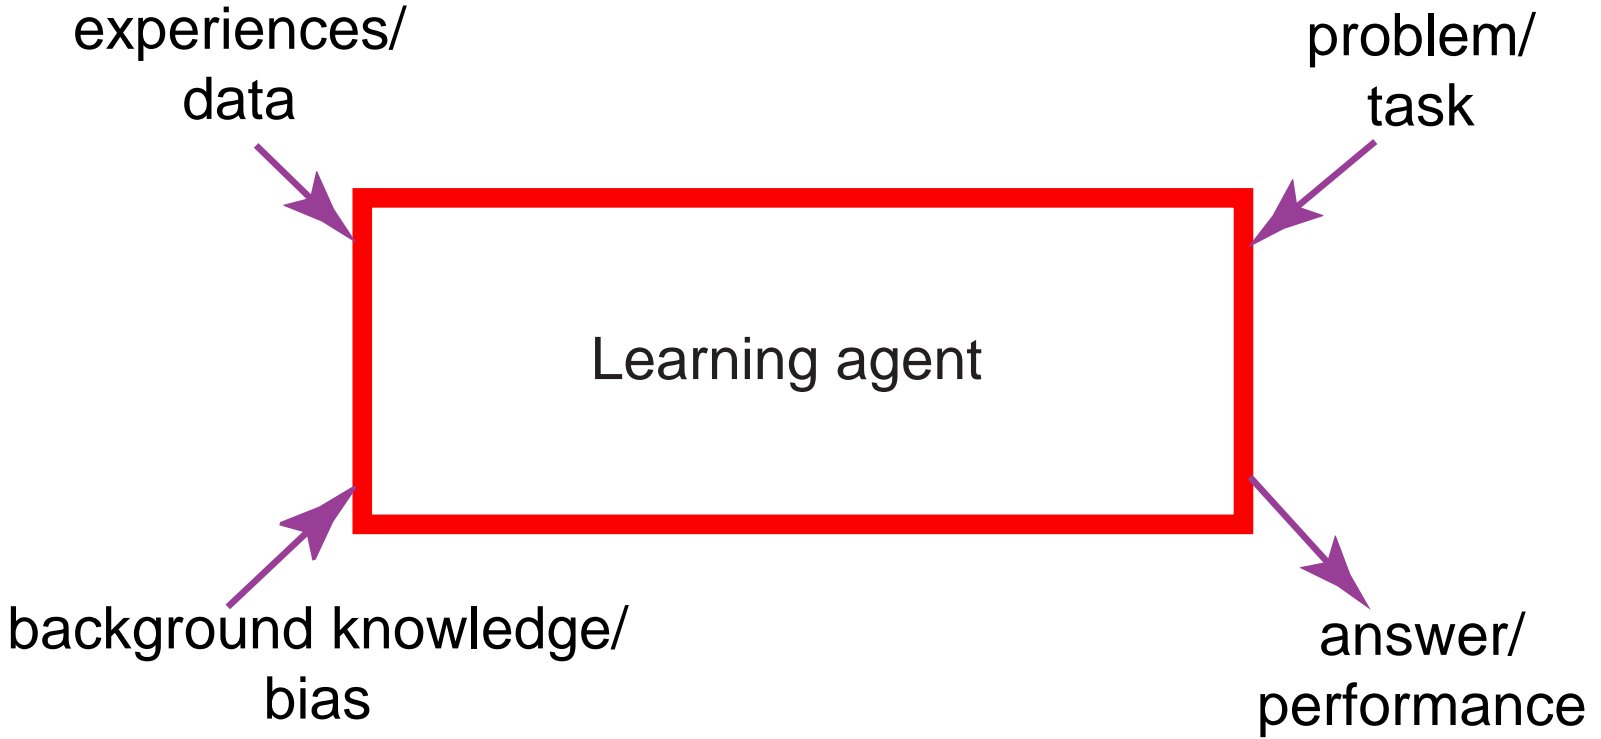 experiences/
data
problem/
task
Learning agent
background knowledge/
bias
answer/
performance